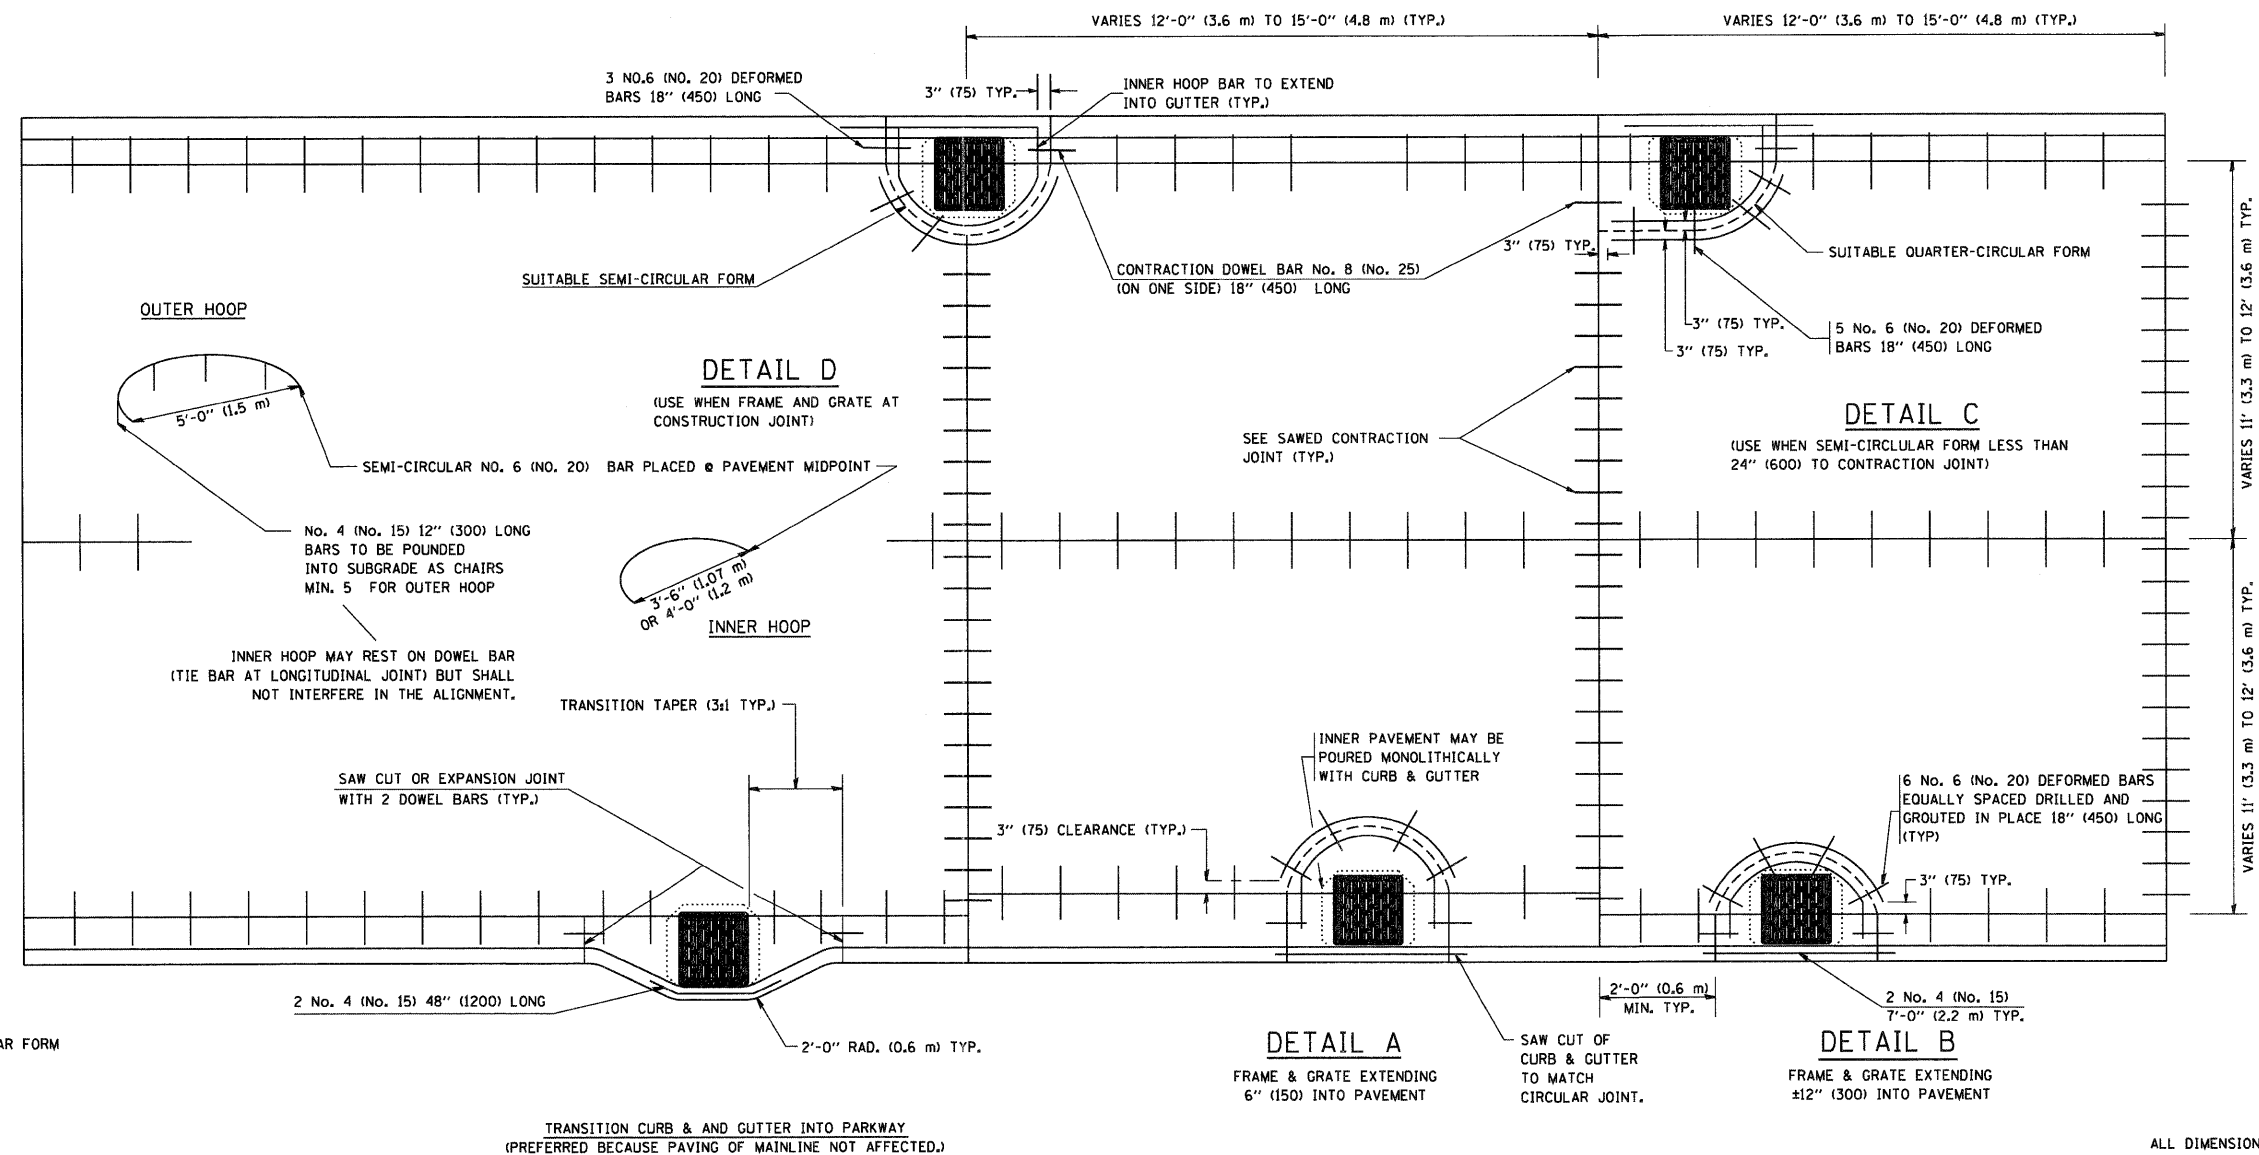 VARIES 12'-0" (3.6 m) TO 15'-0" (4.8 m) (TYP.)
VARIES 12'-0" (3.6 m) TO 15'-0" (4.8 m) (TYP.)
3 NO.6 (NO. 20) DEFORMED
BARS 18" (450) LONG
3" (75) TYP.
INNER HOOP BAR TO EXTEND
INTO GUTTER (TYP.)
SUITABLE SEMI-CIRCULAR FORM
CONTRACTION DOWEL BAR No. 8 (No. 25)
(ON ONE SIDE) 18" (450) LONG
3" (75) TYP.
SUITABLE QUARTER-CIRCULAR FORM
3" (75) TYP.
3" (75) TYP.
5 No. 6 (No. 20) DEFORMED
BARS 18" (450) LONG
VARIES 11' (3.3 m) TO 12' (3.6 m) TYP.
OUTER HOOP
5'-0" (1.5 m)
DETAIL D
(USE WHEN FRAME AND GRATE AT
CONSTRUCTION JOINT)
SEMI-CIRCULAR NO. 6 (NO. 20) BAR PLACED @ PAVEMENT MIDPOINT
SEE SAWED CONTRACTION
JOINT (TYP.)
DETAIL C
(USE WHEN SEMI-CIRCLULAR FORM LESS THAN
24" (600) TO CONTRACTION JOINT)
No. 4 (No. 15) 12" (300) LONG
BARS TO BE POUNDED
INTO SUBGRADE AS CHAIRS
MIN. 5 FOR OUTER HOOP
3'-6" (1.07 m)
OR 4'-0" (1.2 m)
INNER HOOP
INNER HOOP MAY REST ON DOWEL BAR
(TIE BAR AT LONGITUDINAL JOINT) BUT SHALL
NOT INTERFERE IN THE ALIGNMENT.
VARIES 11' (3.3 m) TO 12' (3.6 m) TYP.
TRANSITION TAPER (3:1 TYP.)
SAW CUT OR EXPANSION JOINT
WITH 2 DOWEL BARS (TYP.)
INNER PAVEMENT MAY BE
POURED MONOLITHICALLY
WITH CURB & GUTTER
3" (75) CLEARANCE (TYP.)
6 No. 6 (No. 20) DEFORMED BARS
EQUALLY SPACED DRILLED AND
GROUTED IN PLACE 18" (450) LONG
(TYP)
3" (75) TYP.
2 No. 4 (No. 15) 48" (1200) LONG
2'-0" RAD. (0.6 m) TYP.
2'-0" (0.6 m)
MIN. TYP.
2 No. 4 (No. 15)
7'-0" (2.2 m) TYP.
AR FORM
DETAIL A
FRAME & GRATE EXTENDING
6" (150) INTO PAVEMENT
SAW CUT OF
CURB & GUTTER
TO MATCH
CIRCULAR JOINT.
DETAIL B
FRAME & GRATE EXTENDING
±12" (300) INTO PAVEMENT
TRANSITION CURB & AND GUTTER INTO PARKWAY
(PREFERRED BECAUSE PAVING OF MAINLINE NOT AFFECTED.)
ALL DIMENSION